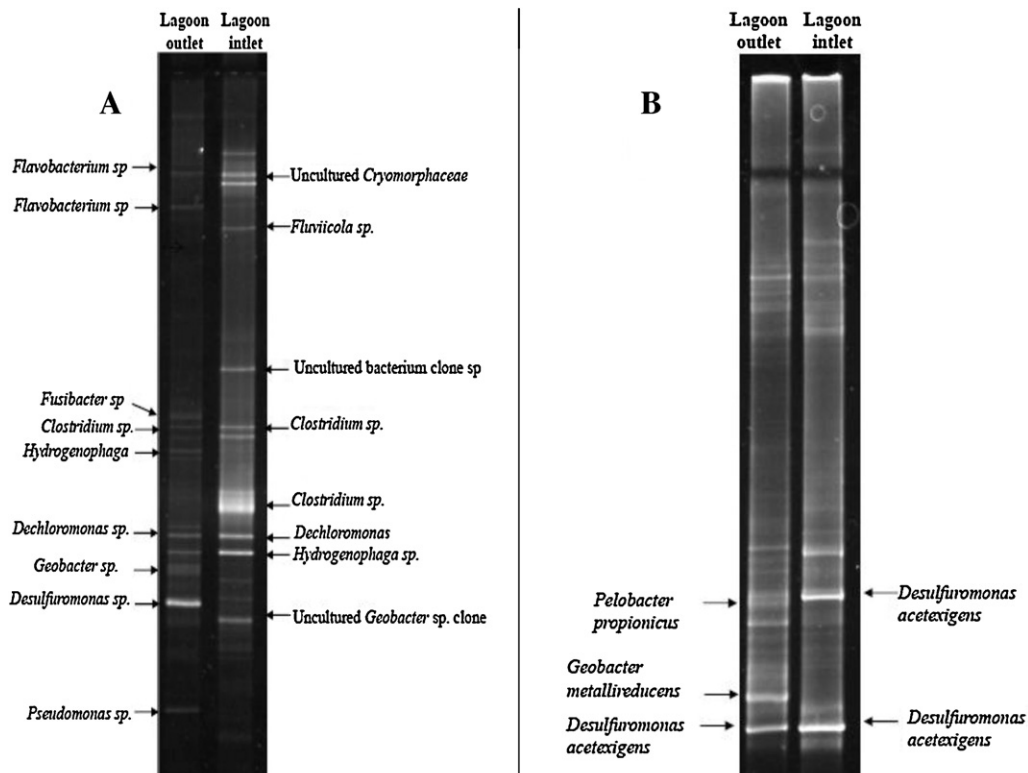 Lagoon outlet
Lagoon intlet
A
Flavobacterium sp
Flavobacterium sp
Fusibacter sp
Clostridium sp.
Hydrogenophaga
Dechloromonas sp.
Geobacter sp.
Desulfuromonas sp.
Pseudomonas sp.
Uncultured Cryomorphaceae
Fluviicola sp.
Uncultured bacterium clone sp
Clostridium sp.
Clostridium sp.
Dechloromonas
Hydrogenophaga sp.
Uncultured Geobacter sp. clone
Lagoon outlet
Lagoon intlet
B
Pelobacter
propionicus
Geobacter
metallireducens
Desulfuromonas
acetexigens
Desulfuromonas
acetexigens
Desulfuromonas
acetexigens